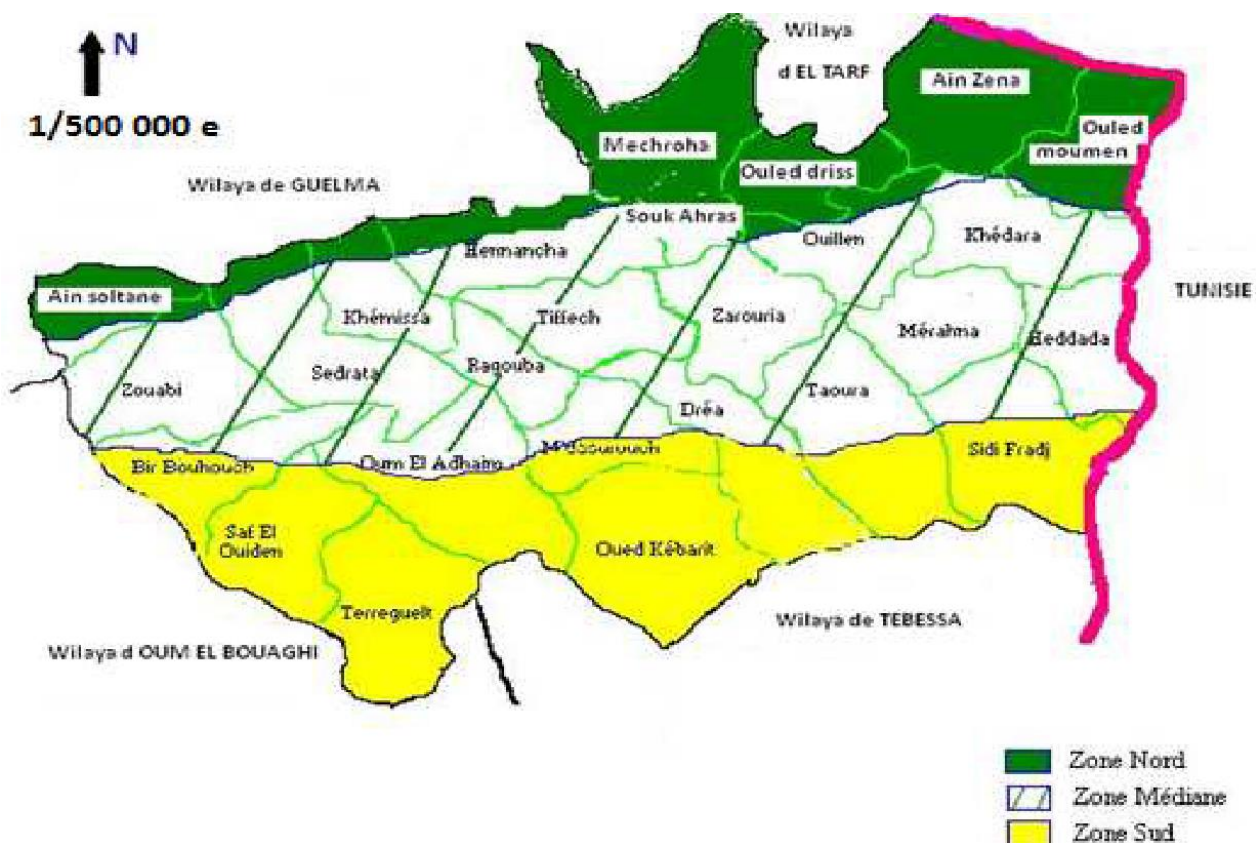 N
1/500 000 e
Wilaya
d EL TARF
Ain Zena
Ouled
moumen
Mechroha
Ouled driss
Wilaya de GUELMA
Souk Ahras
Ouillen
Khédara
Hennancha
Ain soltane
TUNISIE
Khémissa
Tiffech
Zarouria
Mérahna
Heddada
Zouabi
Sedrata
Ragouba
Taoura
Dréa
Bir Bouhouch
Oum El Adhaim
Sidi Fradj
Saf El
Ouiden
Oued Kébarit
Terreguelt
Wilaya de TEBESSA
Wilaya d OUM EL BOUAGHI
Zone Nord
Zone Médiane
Zone Sud